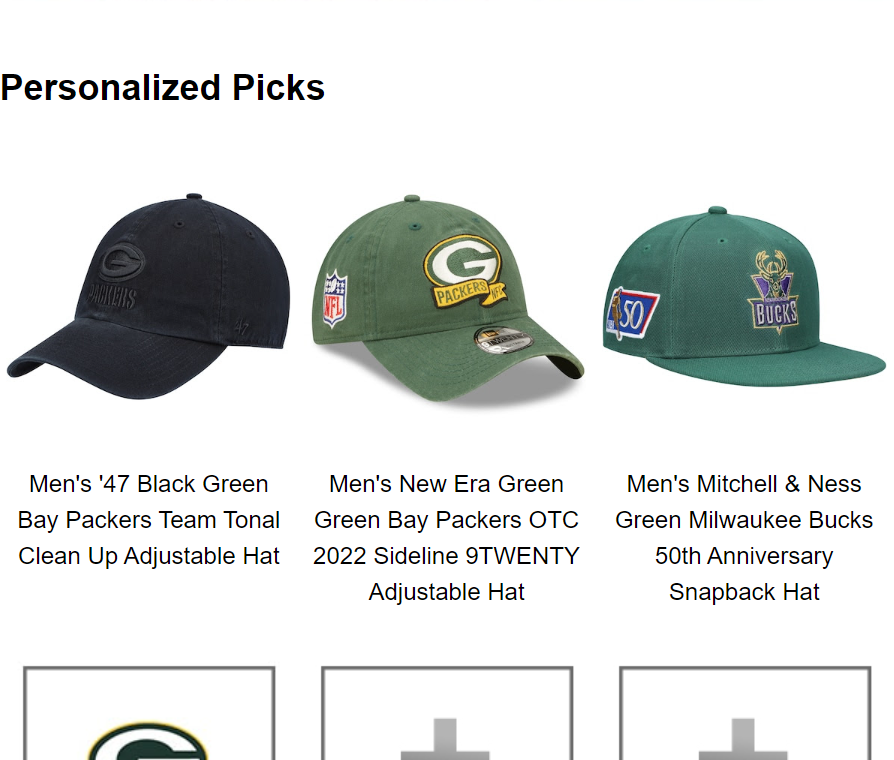 Personalized Picks
PACKERS
47
NFL
G
PACKERS
NFL
50
BUCKS
Men's '47 Black Green
Bay Packers Team Tonal
Clean Up Adjustable Hat
Men's New Era Green
Green Bay Packers OTC
2022 Sideline 9TWENTY
Adjustable Hat
Men's Mitchell & Ness
Green Milwaukee Bucks
50th Anniversary
Snapback Hat